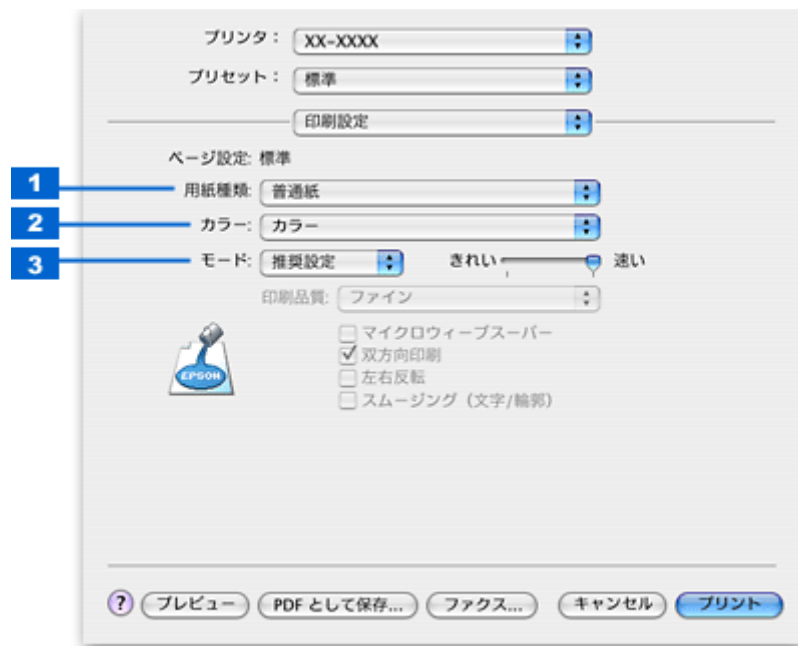 プリンタ： XX-XXXX
プリセット： 標準
印刷設定
ページ設定: 標準
1 用紙種類: 普通紙
2 カラー: カラー
3 モード: 推奨設定 きれい 速い
印刷品質: ファイン
マイクロウィーブスーパー
双方向印刷
左右反転
スムージング（文字/輪郭）
EPSON
? プレビュー PDF として保存... ファクス... キャンセル プリント